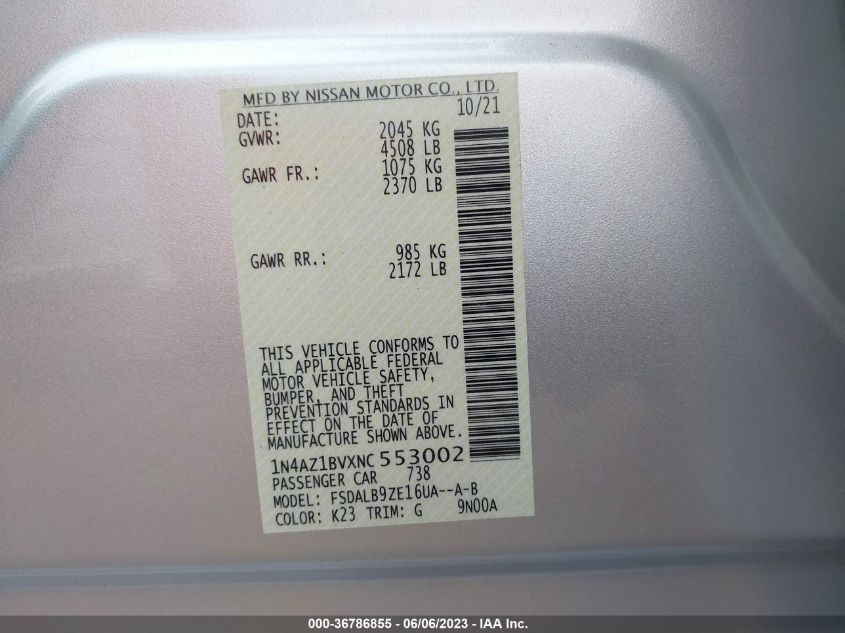 MFD BY NISSAN MOTOR CO., LTD.
DATE: 10/21
GVWR: 2045 KG
4508 LB
GAWR FR.: 1075 KG
2370 LB
GAWR RR.: 985 KG
2172 LB
THIS VEHICLE CONFORMS TO
ALL APPLICABLE FEDERAL
MOTOR VEHICLE SAFETY,
BUMPER, AND THEFT
PREVENTION STANDARDS IN
EFFECT ON THE DATE OF
MANUFACTURE SHOWN ABOVE.
1N4AZ1BVXNC 553002
PASSENGER CAR 738
MODEL: FSDALB9ZE16UA--A-B
COLOR: K23 TRIM: G 9N00A
000-36786855 - 06/06/2023 - IAA Inc.